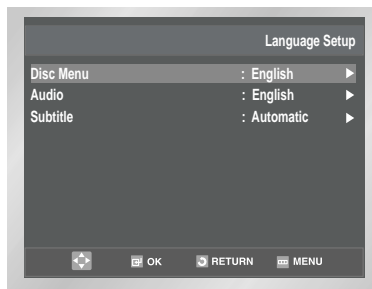 Language Setup
Disc Menu : English
Audio : English
Subtitle : Automatic
OK RETURN MENU